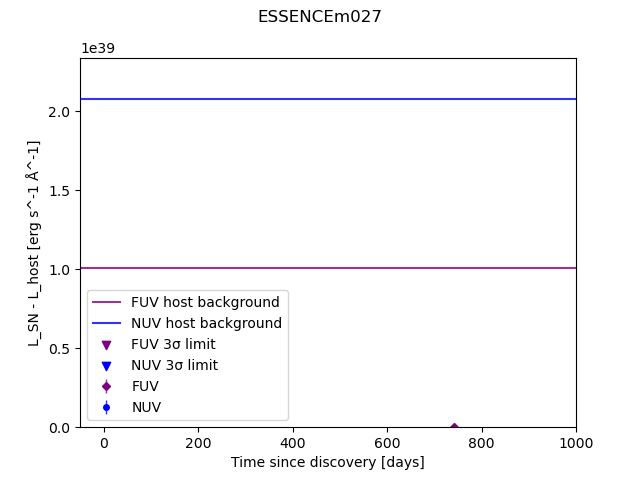 ESSENCEm027
1e39
2.0
1.5
1.0
0.5
0.0
L_SN - L_host [erg s^-1 Å^-1]
FUV host background
NUV host background
FUV 3σ limit
NUV 3σ limit
FUV
NUV
0 200 400 600 800 1000
Time since discovery [days]